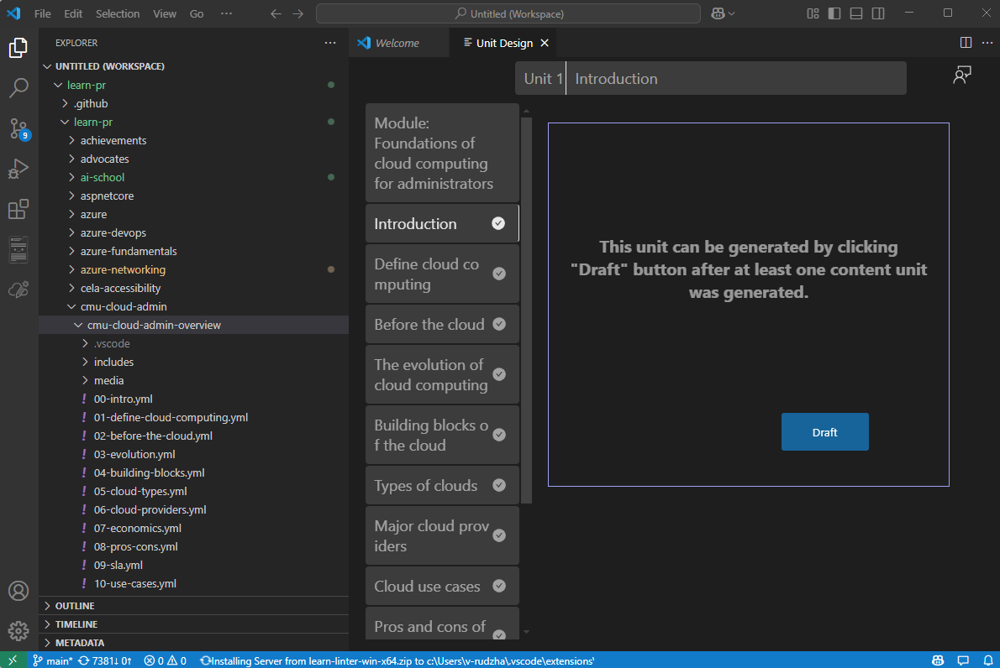 File Edit Selection View Go ··· Untitled (Workspace)
EXPLORER
UNTITLED (WORKSPACE)
learn-pr
.github
learn-pr
achievements
advocates
ai-school
aspnetcore
azure
azure-devops
azure-fundamentals
azure-networking
cela-accessibility
cmu-cloud-admin
cmu-cloud-admin-overview
.vscode
includes
media
! 00-intro.yml
! 01-define-cloud-computing.yml
! 02-before-the-cloud.yml
! 03-evolution.yml
! 04-building-blocks.yml
! 05-cloud-types.yml
! 06-cloud-providers.yml
! 07-economics.yml
! 08-pros-cons.yml
! 09-sla.yml
! 10-use-cases.yml
OUTLINE
TIMELINE
METADATA
9
Welcome Unit Design
Unit 1 Introduction
Module:
Foundations of
cloud computing
for administrators
Introduction
Define cloud co
mputing
Before the cloud
The evolution of
cloud computing
Building blocks o
f the cloud
Types of clouds
Major cloud prov
iders
Cloud use cases
Pros and cons of
This unit can be generated by clicking
"Draft" button after at least one content unit
was generated.
Draft
main* 7381↓ 0↑ 0 0 Installing Server from learn-linter-win-x64.zip to c:\Users\v-rudzha\.vscode\extensions'